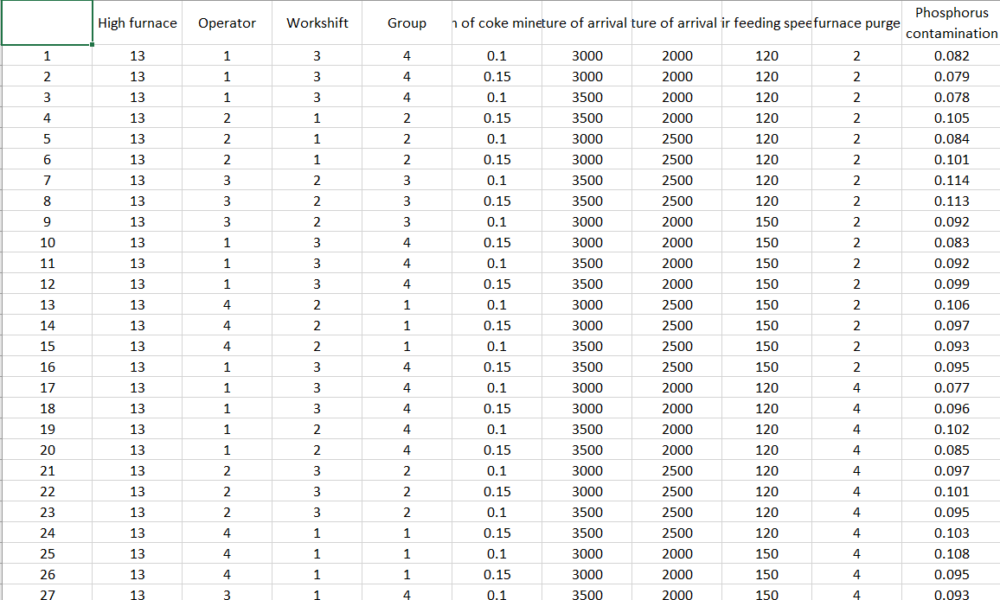 High furnace Operator Workshift Group of coke ture of arrival ture of arrival feeding furnace purge Phosphorus
contamination
1 13 1 3 4 0.1 3000 2000 120 2 0.082
2 13 1 3 4 0.15 3000 2000 120 2 0.079
3 13 1 3 4 0.1 3500 2000 120 2 0.078
4 13 2 1 2 0.15 3500 2000 120 2 0.105
5 13 2 1 2 0.1 3000 2500 120 2 0.084
6 13 2 1 2 0.15 3000 2500 120 2 0.101
7 13 3 2 3 0.1 3500 2500 120 2 0.114
8 13 3 2 3 0.15 3500 2500 120 2 0.113
9 13 3 2 3 0.1 3000 2000 150 2 0.092
10 13 1 3 4 0.15 3000 2000 150 2 0.083
11 13 1 3 4 0.1 3500 2000 150 2 0.092
12 13 1 3 4 0.15 3500 2000 150 2 0.099
13 13 4 2 1 0.1 3000 2500 150 2 0.106
14 13 4 2 1 0.15 3000 2500 150 2 0.097
15 13 4 2 1 0.1 3500 2500 150 2 0.093
16 13 1 3 4 0.15 3500 2500 150 2 0.095
17 13 1 3 4 0.1 3000 2000 120 4 0.077
18 13 1 3 4 0.15 3000 2000 120 4 0.096
19 13 1 2 4 0.1 3500 2000 120 4 0.102
20 13 1 2 4 0.15 3500 2000 120 4 0.085
21 13 2 3 2 0.1 3000 2500 120 4 0.097
22 13 2 3 2 0.15 3000 2500 120 4 0.101
23 13 2 3 2 0.1 3500 2500 120 4 0.095
24 13 4 1 1 0.15 3500 2500 120 4 0.103
25 13 4 1 1 0.1 3000 2000 150 4 0.108
26 13 4 1 1 0.15 3000 2000 150 4 0.095
27 13 3 1 4 0.1 3500 2000 150 4 0.093